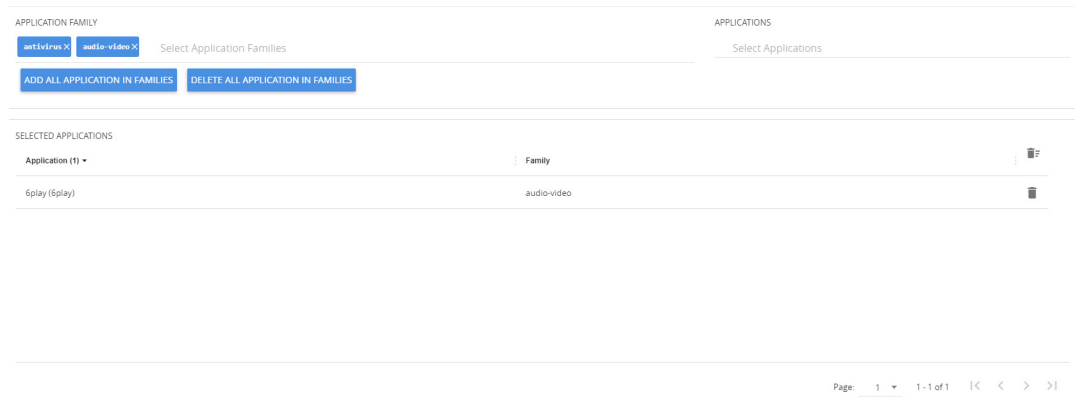 APPLICATION FAMILY
APPLICATIONS
antivirus audio-video Select Application Families
Select Applications
ADD ALL APPLICATION IN FAMILIES DELETE ALL APPLICATION IN FAMILIES
SELECTED APPLICATIONS
Application (1) Family
6play (6play) audio-video
Page: 1 1 - 1 of 1